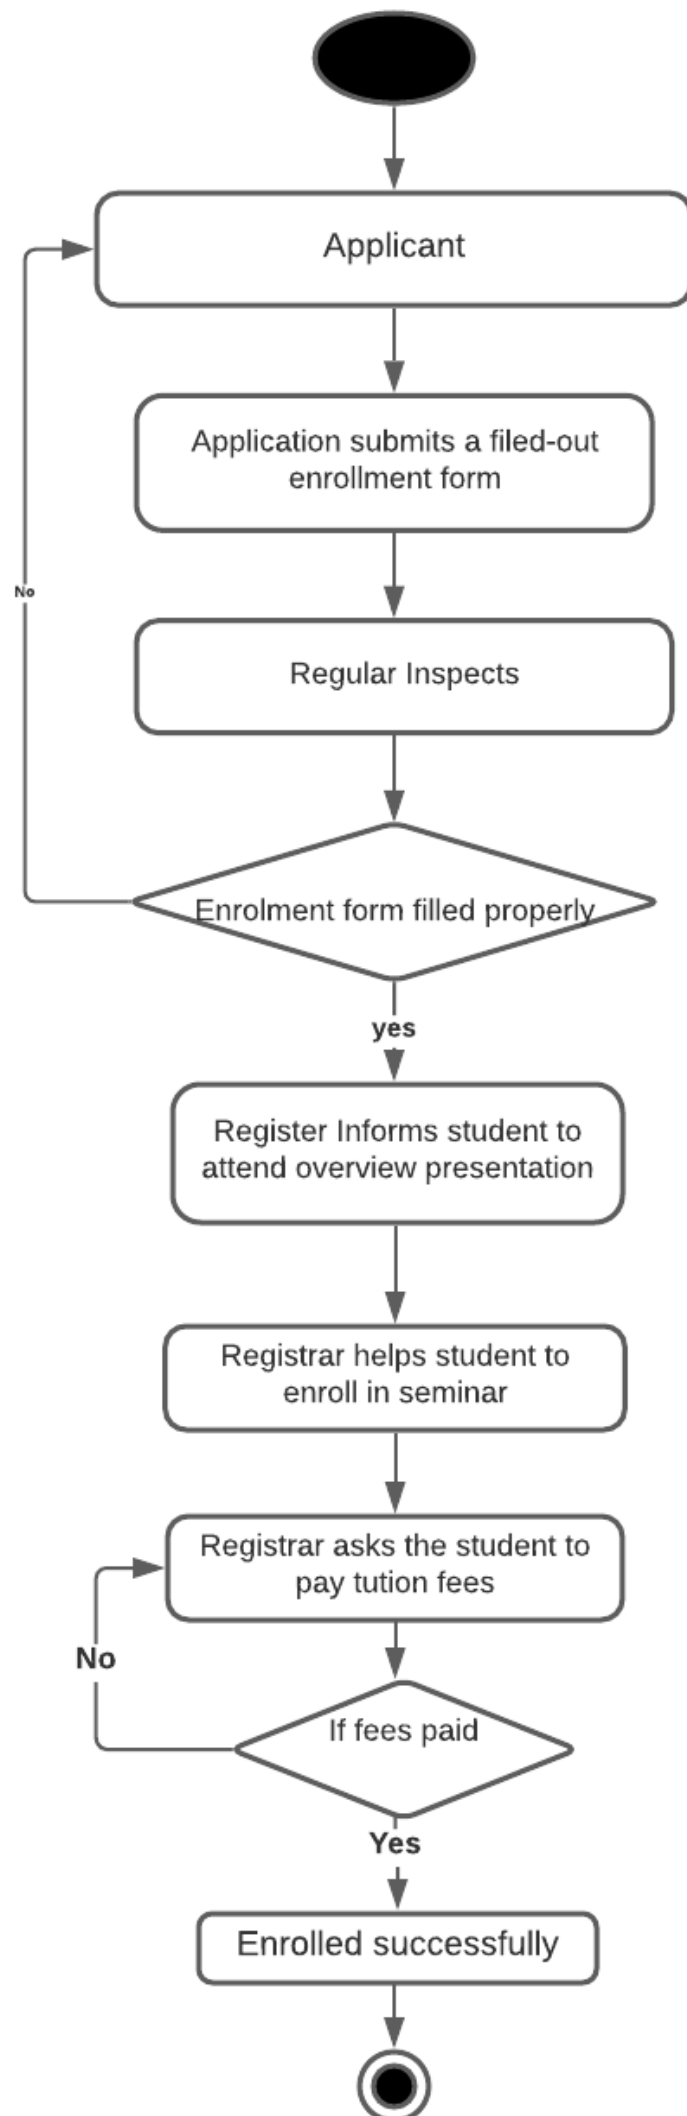 Applicant
Application submits a filed-out
enrollment form
No
Regular Inspects
Enrolment form filled properly
yes
Register Informs student to
attend overview presentation
Registrar helps student to
enroll in seminar
Registrar asks the student to
pay tution fees
No
If fees paid
Yes
Enrolled successfully